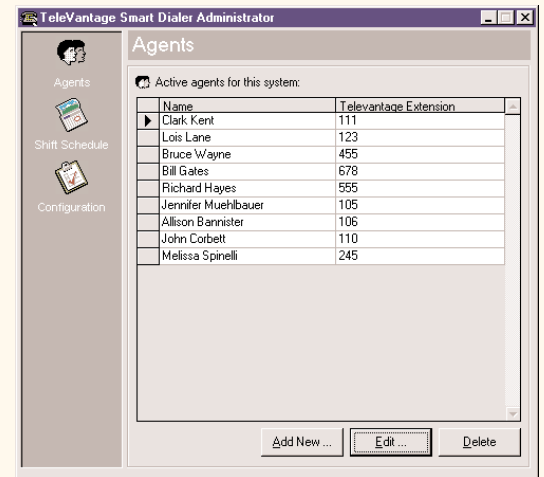 TeleVantage Smart Dialer Administrator
Agents
Agents
Shift Schedule
Configuration
Active agents for this system:
Name Televantage Extension
Clark Kent 111
Lois Lane 123
Bruce Wayne 455
Bill Gates 678
Richard Hayes 555
Jennifer Muehlbauer 105
Allison Bannister 106
John Corbett 110
Melissa Spinelli 245
Add New ... Edit ... Delete